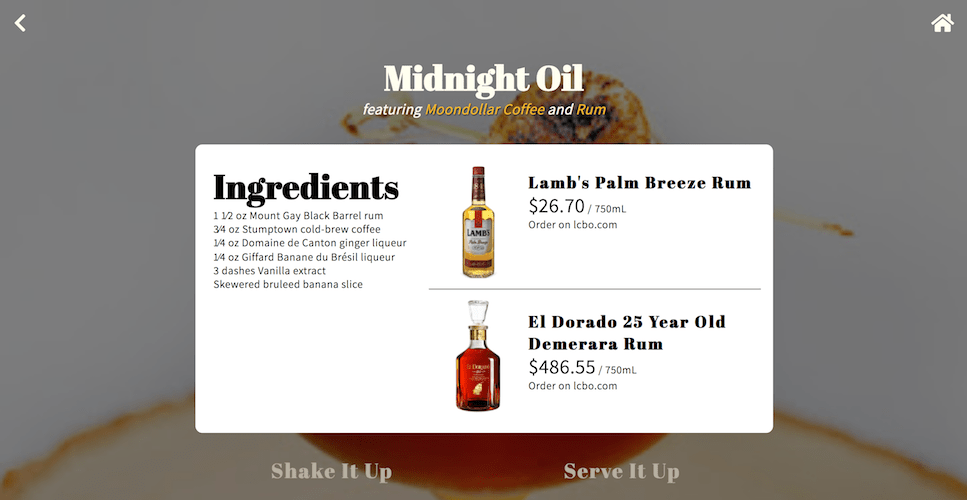 Midnight Oil
featuring Moondollar Coffee and Rum
Ingredients
1 1⁄2 oz Mount Gay Black Barrel rum
3⁄4 oz Stumptown cold-brew coffee
1⁄4 oz Domaine de Canton ginger liqueur
1⁄4 oz Giffard Banane du Brésil liqueur
3 dashes Vanilla extract
Skewered bruleed banana slice
LAMB'S
Palm Breeze
Lamb's Palm Breeze Rum
$26.70 / 750mL
Order on lcbo.com
EL DORADO
El Dorado 25 Year Old
Demerara Rum
$486.55 / 750mL
Order on lcbo.com
Shake It Up
Serve It Up